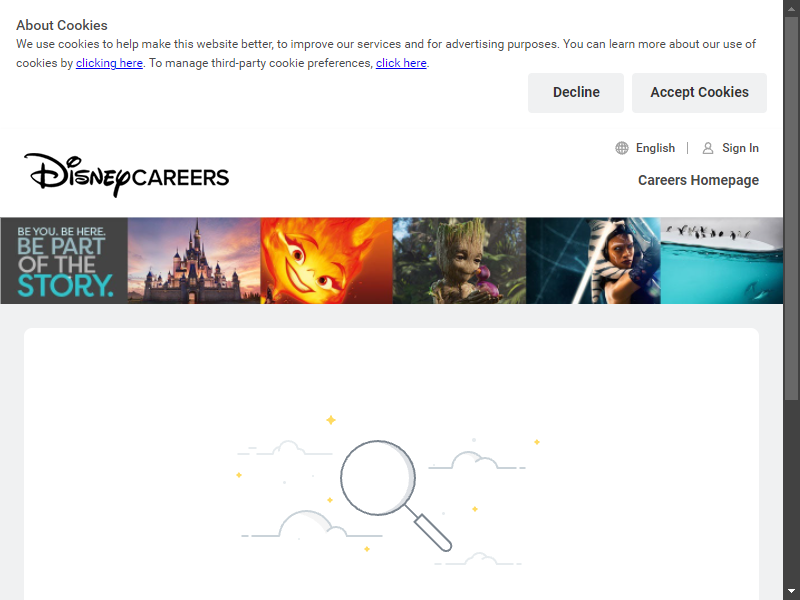 About Cookies
We use cookies to help make this website better, to improve our services and for advertising purposes. You can learn more about our use of
cookies by clicking here. To manage third-party cookie preferences, click here.
Decline
Accept Cookies
English
Sign In
Disney CAREERS
Careers Homepage
BE YOU. BE HERE.
BE PART
OF THE
STORY.